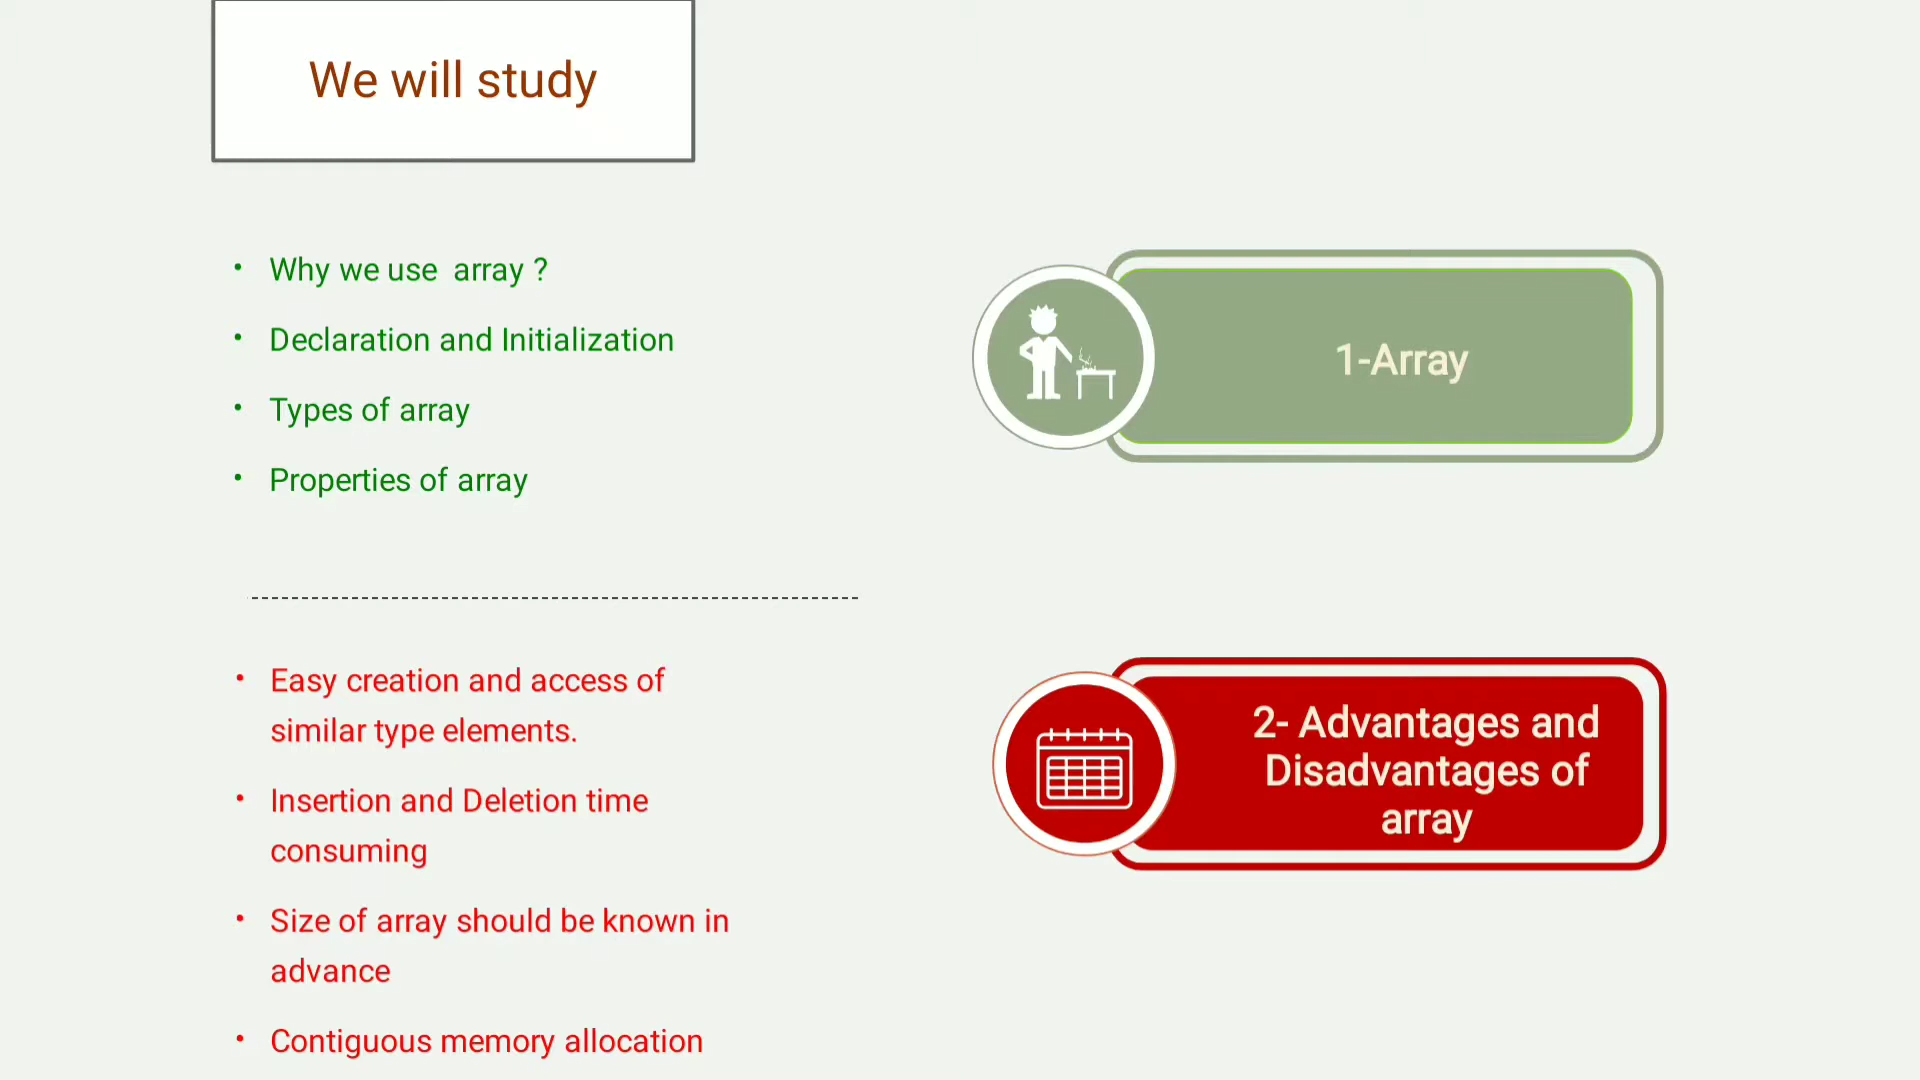 We will study
• Why we use  array ?
• Declaration and Initialization
• Types of array
• Properties of array
1-Array
• Easy creation and access of
similar type elements.
• Insertion and Deletion time
consuming
• Size of array should be known in
advance
• Contiguous memory allocation
2- Advantages and
Disadvantages of
array